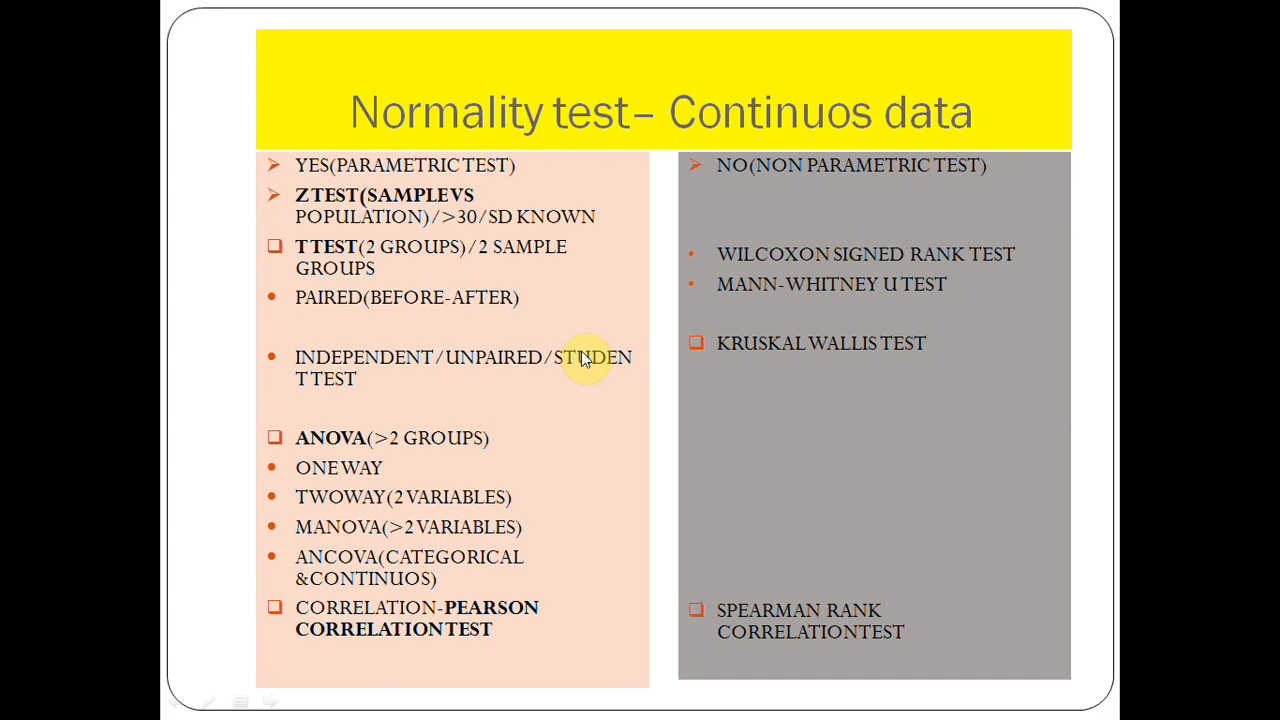 Normality test– Continuos data
YES(PARAMETRIC TEST)
ZTEST(SAMPLE VS
POPULATION)/>30/SD KNOWN
TTEST(2 GROUPS)/2 SAMPLE
GROUPS
PAIRED(BEFORE-AFTER)
INDEPENDENT/UNPAIRED/STUDEN
T TEST
ANOVA(>2 GROUPS)
ONE WAY
TWOWAY(2 VARIABLES)
MANOVA(>2 VARIABLES)
ANCOVA(CATEGORICAL
&CONTINUOS)
CORRELATION-PEARSON
CORRELATION TEST
NO(NON PARAMETRIC TEST)
WILCOXON SIGNED RANK TEST
MANN-WHITNEY U TEST
KRUSKAL WALLIS TEST
SPEARMAN RANK
CORRELATION TEST